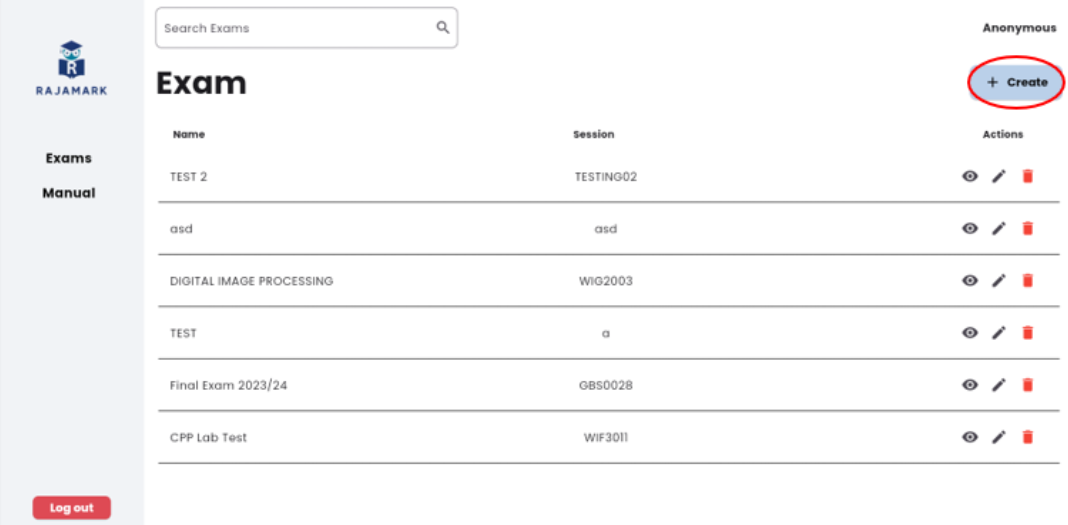 Search Exams
Anonymous
R
RAJAMARK
Exam
+ Create
Name Session Actions
Exams
Manual
TEST 2 TESTING02
asd asd
DIGITAL IMAGE PROCESSING WIG2003
TEST a
Final Exam 2023/24 GBS0028
CPP Lab Test WIF3011
Log out